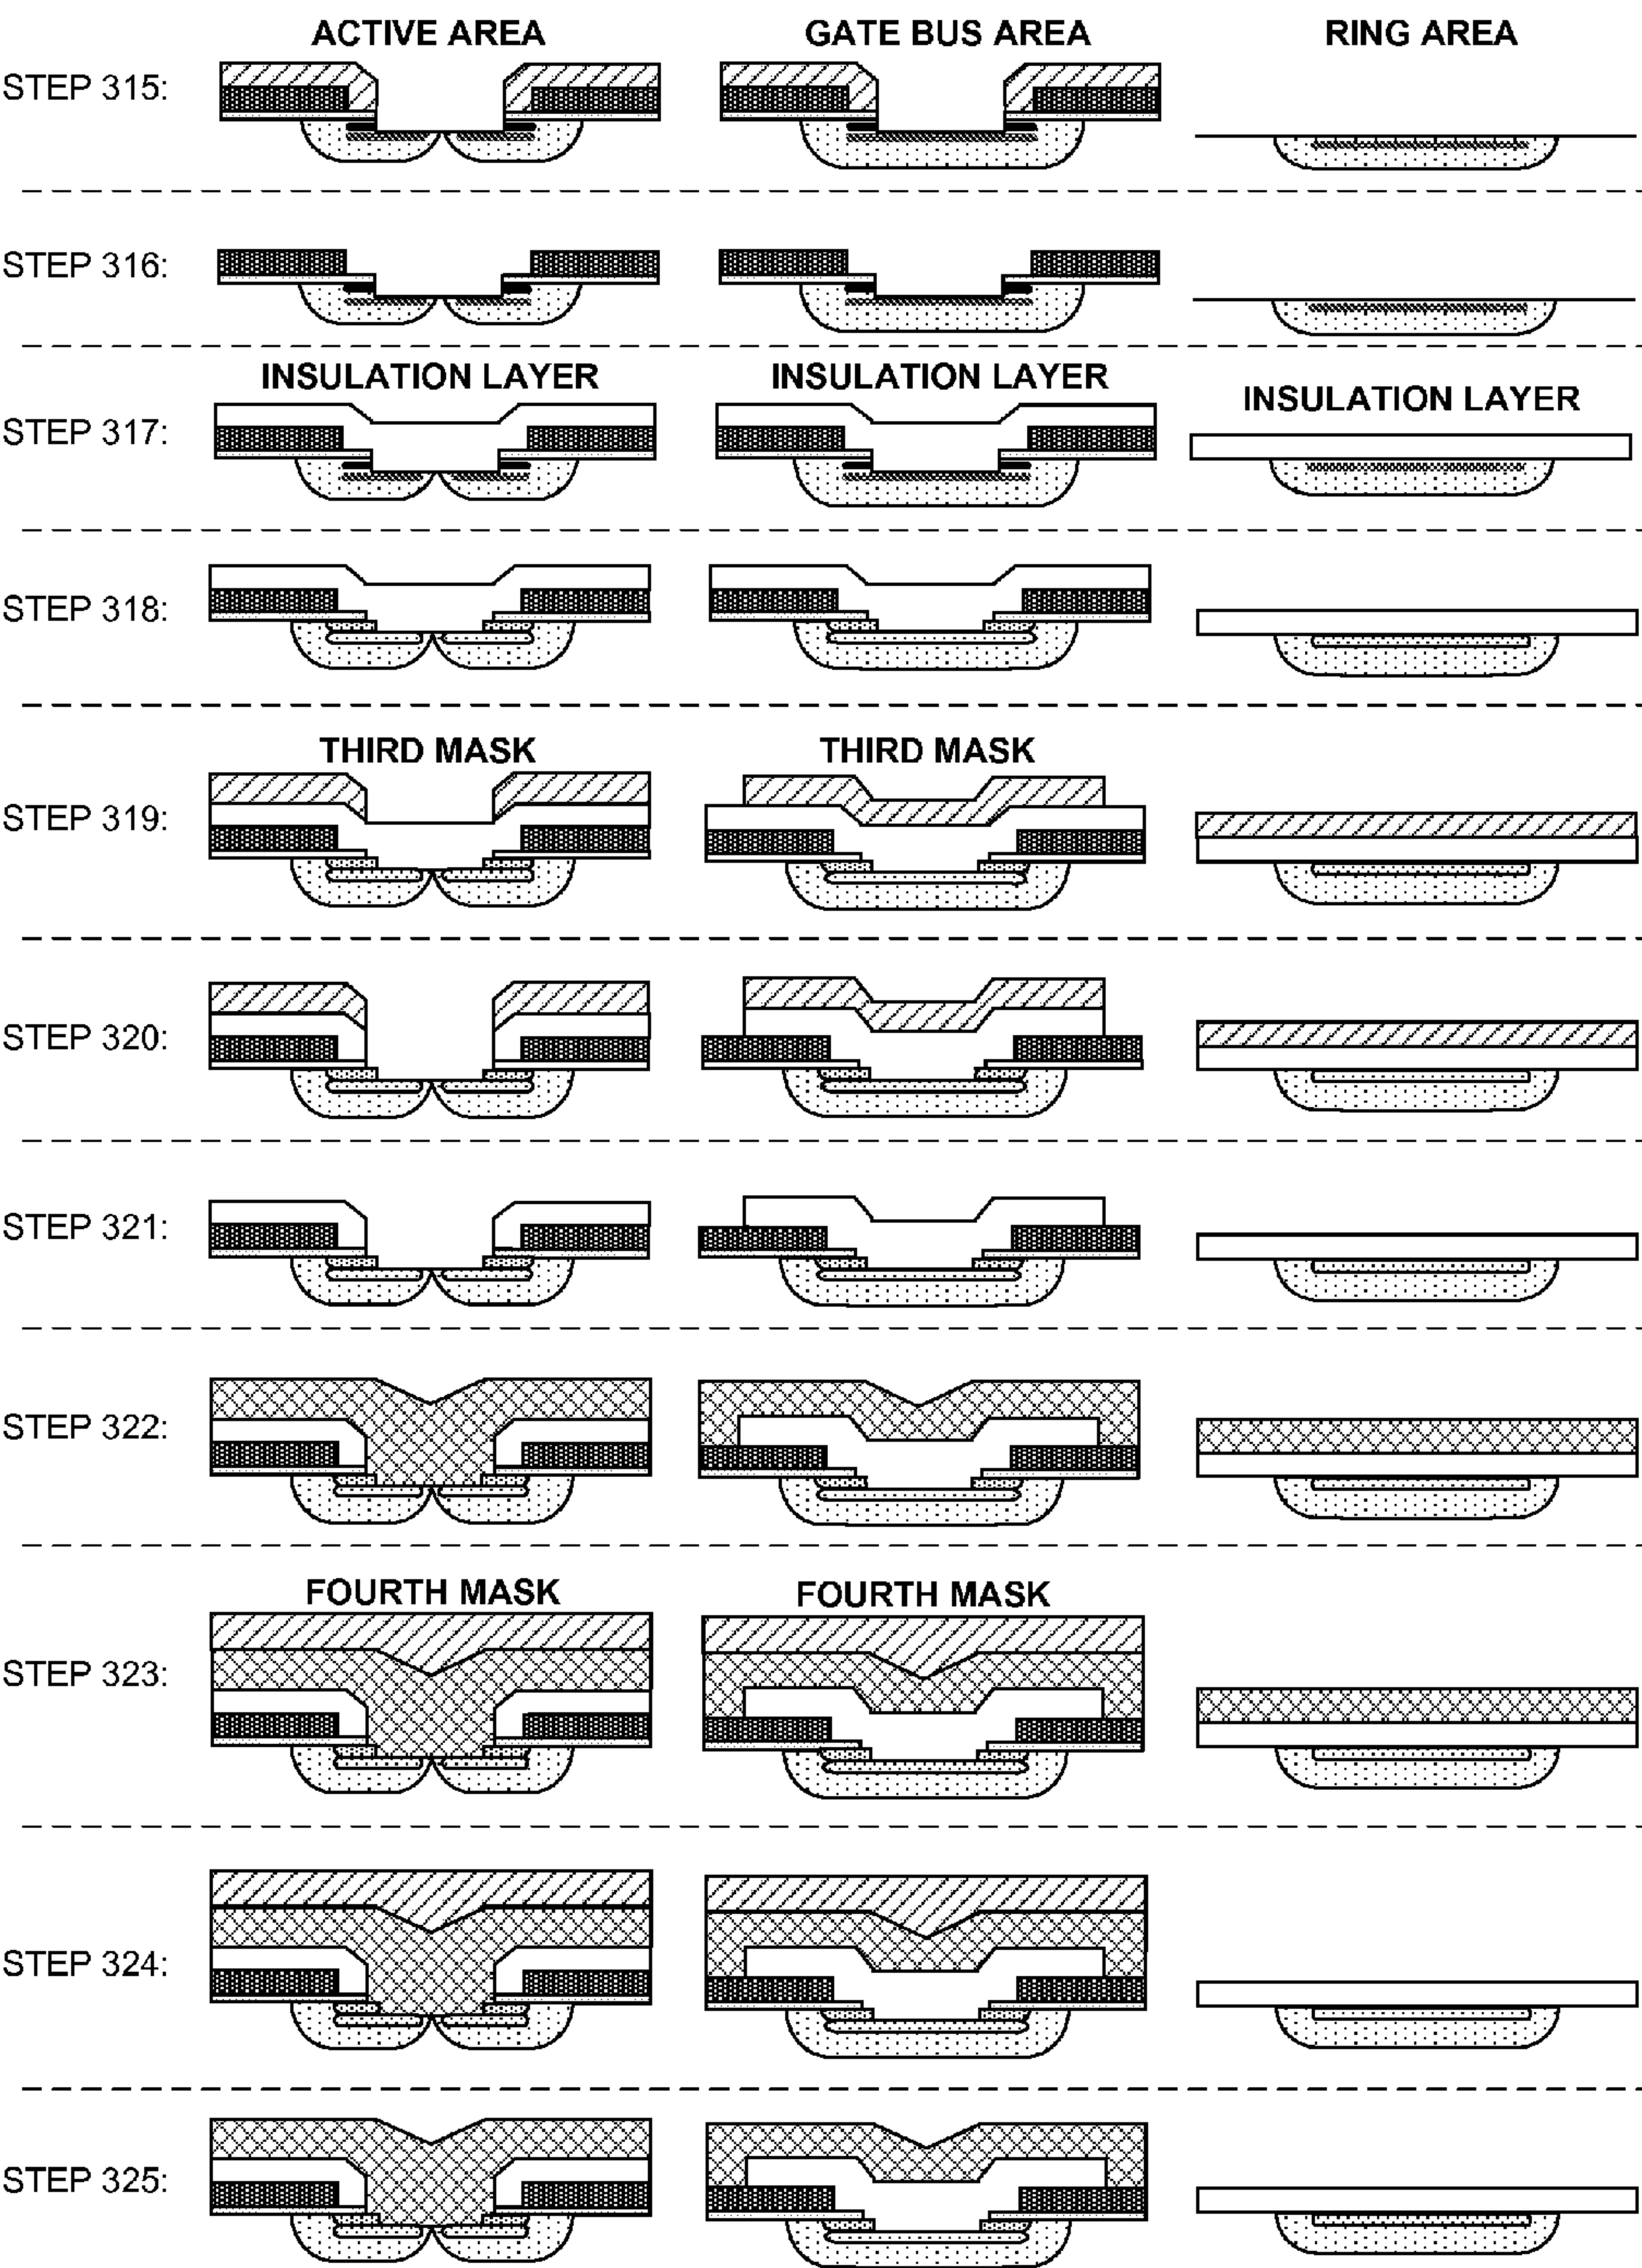 ACTIVE AREA
GATE BUS AREA
RING AREA
STEP 315:
STEP 316:
INSULATION LAYER
INSULATION LAYER
INSULATION LAYER
STEP 317:
STEP 318:
THIRD MASK
THIRD MASK
STEP 319:
STEP 320:
STEP 321:
STEP 322:
FOURTH MASK
FOURTH MASK
STEP 323:
STEP 324:
STEP 325: